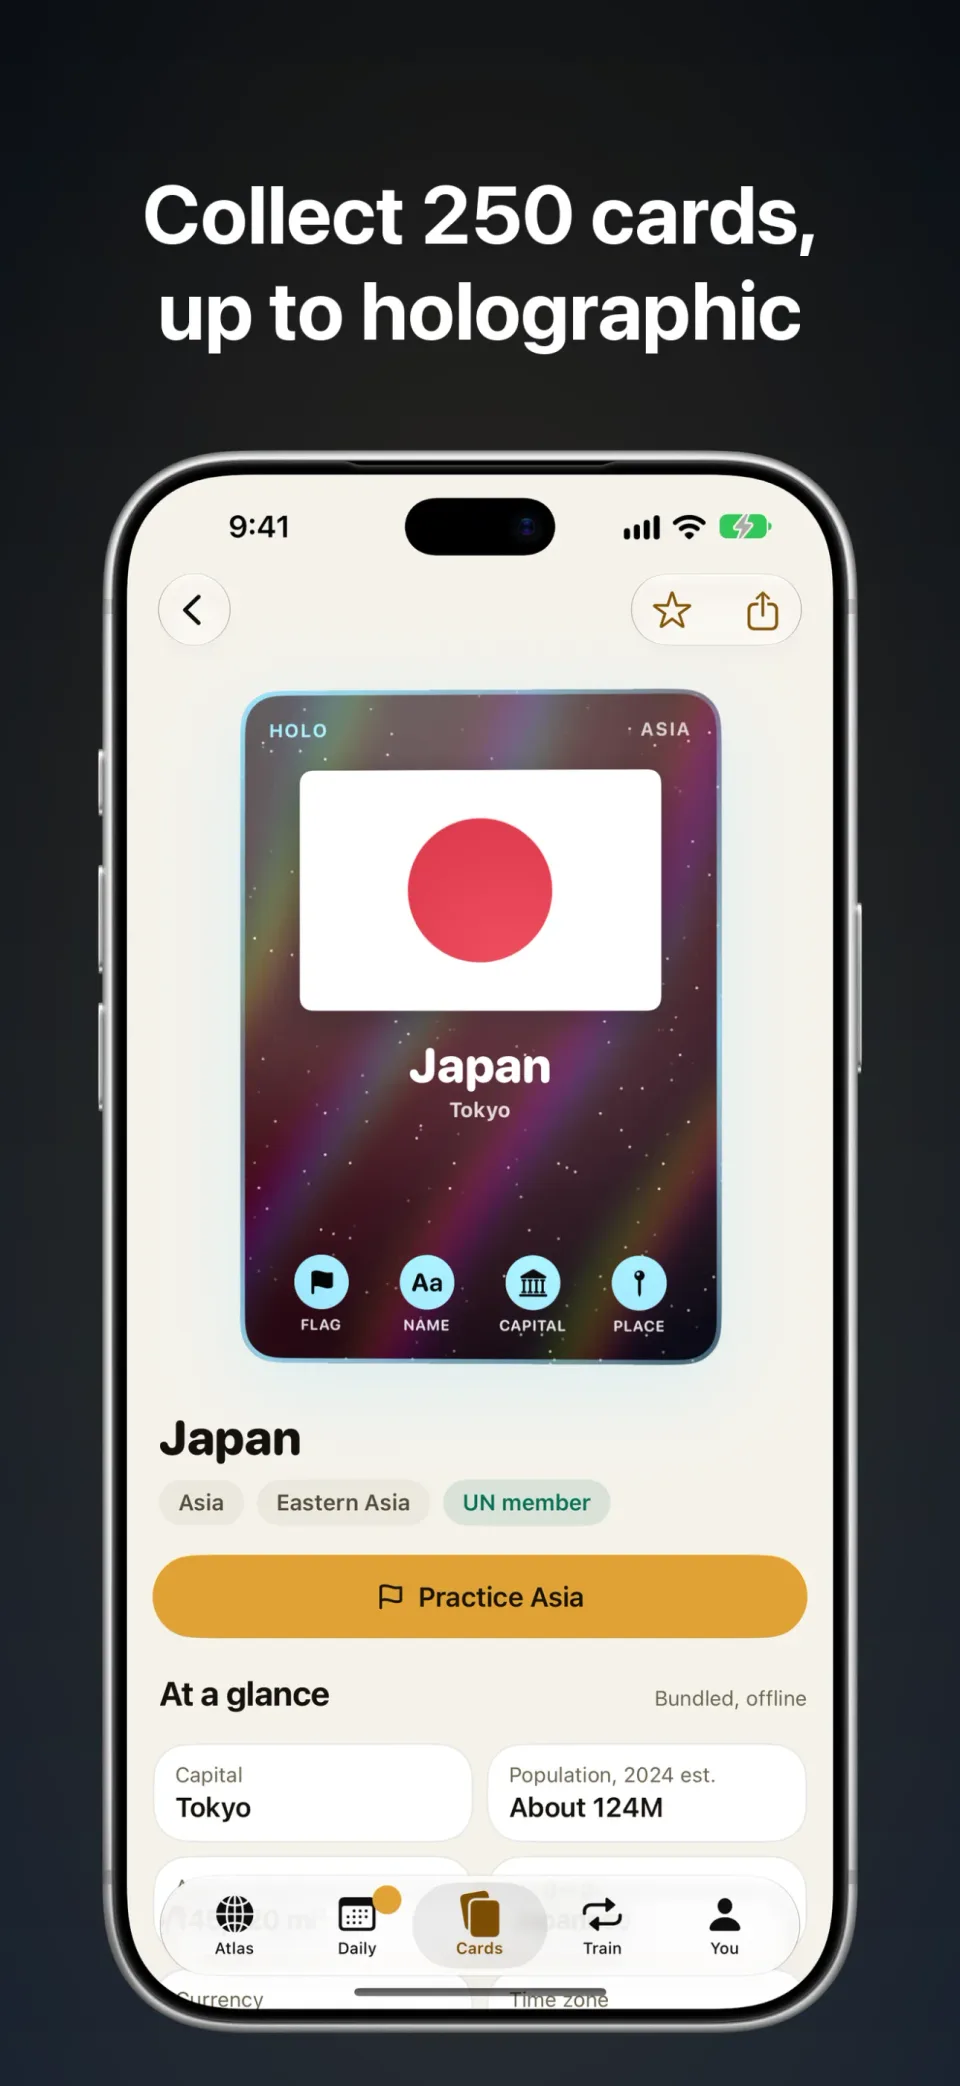 Collect 250 cards,
up to holographic
9:41
HOLO
ASIA
Japan
Tokyo
Aa
FLAG
NAME
CAPITAL
PLACE
Japan
Asia
Eastern Asia
UN member
Practice Asia
At a glance
Bundled, offline
Capital
Tokyo
Population, 2024 est.
About 124M
Atlas
Daily
Cards
Train
You
Currency
Time zone